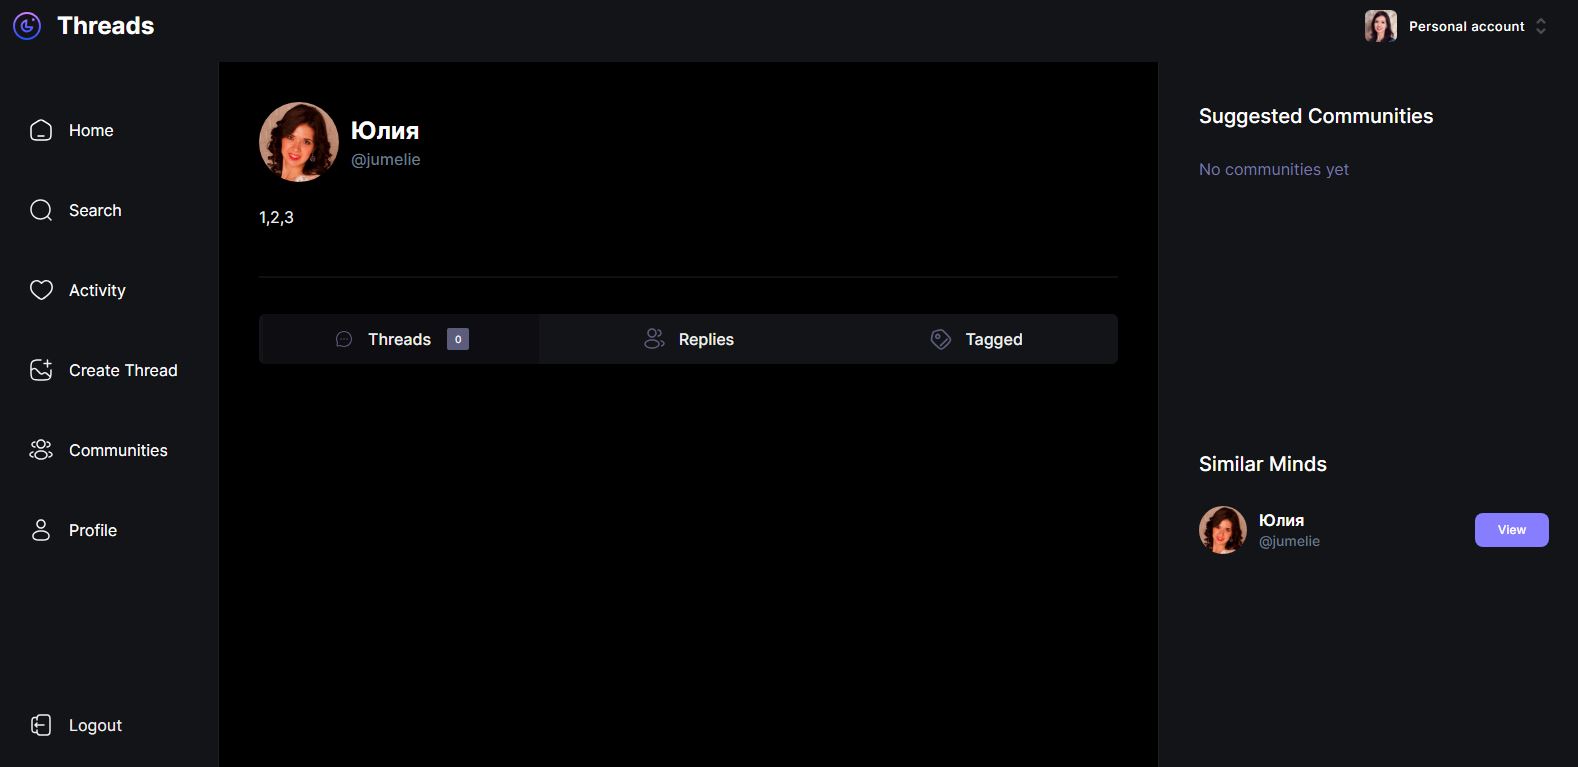 Threads
Personal account
Home
Search
Activity
Create Thread
Communities
Profile
Logout
Юлия
@jumelie
1,2,3
Threads 0
Replies
Tagged
Suggested Communities
No communities yet
Similar Minds
Юлия
@jumelie
View